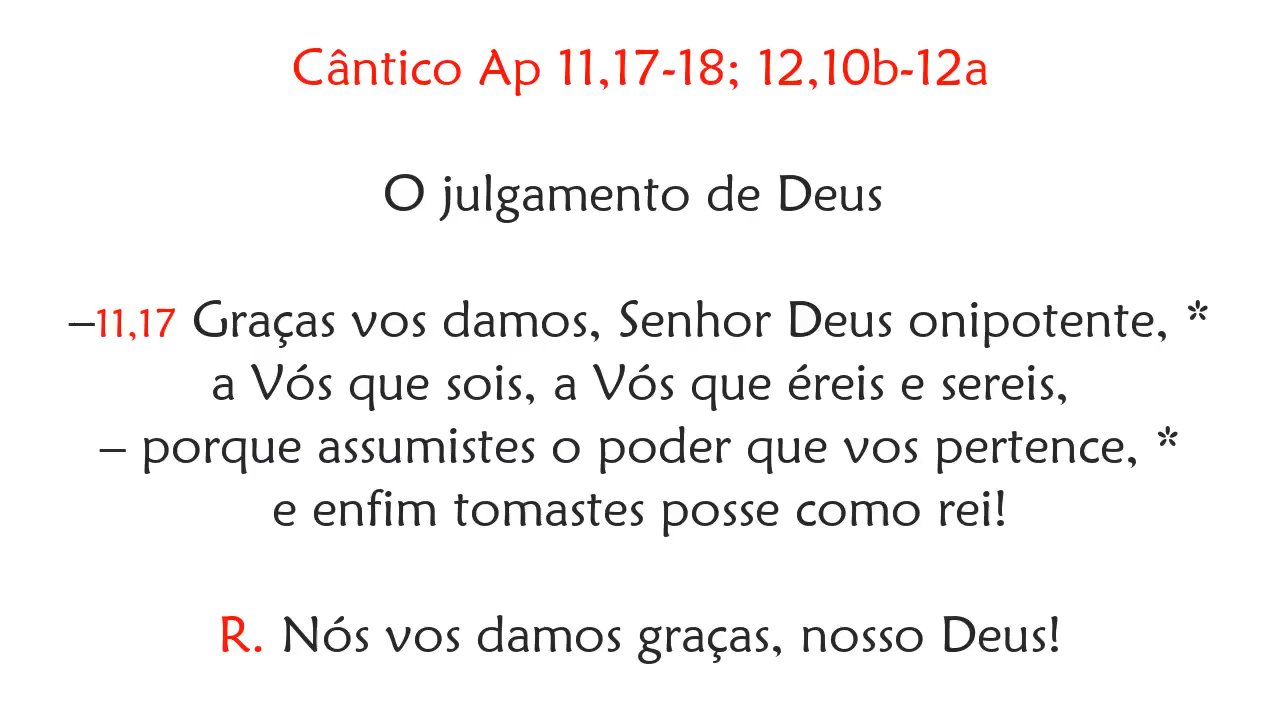 Cântico Ap 11,17-18; 12,10b-12a
O julgamento de Deus
–11,17 Graças vos damos, Senhor Deus onipotente, *
a Vós que sois, a Vós que éreis e sereis,
– porque assumistes o poder que vos pertence, *
e enfim tomastes posse como rei!
R. Nós vos damos graças, nosso Deus!